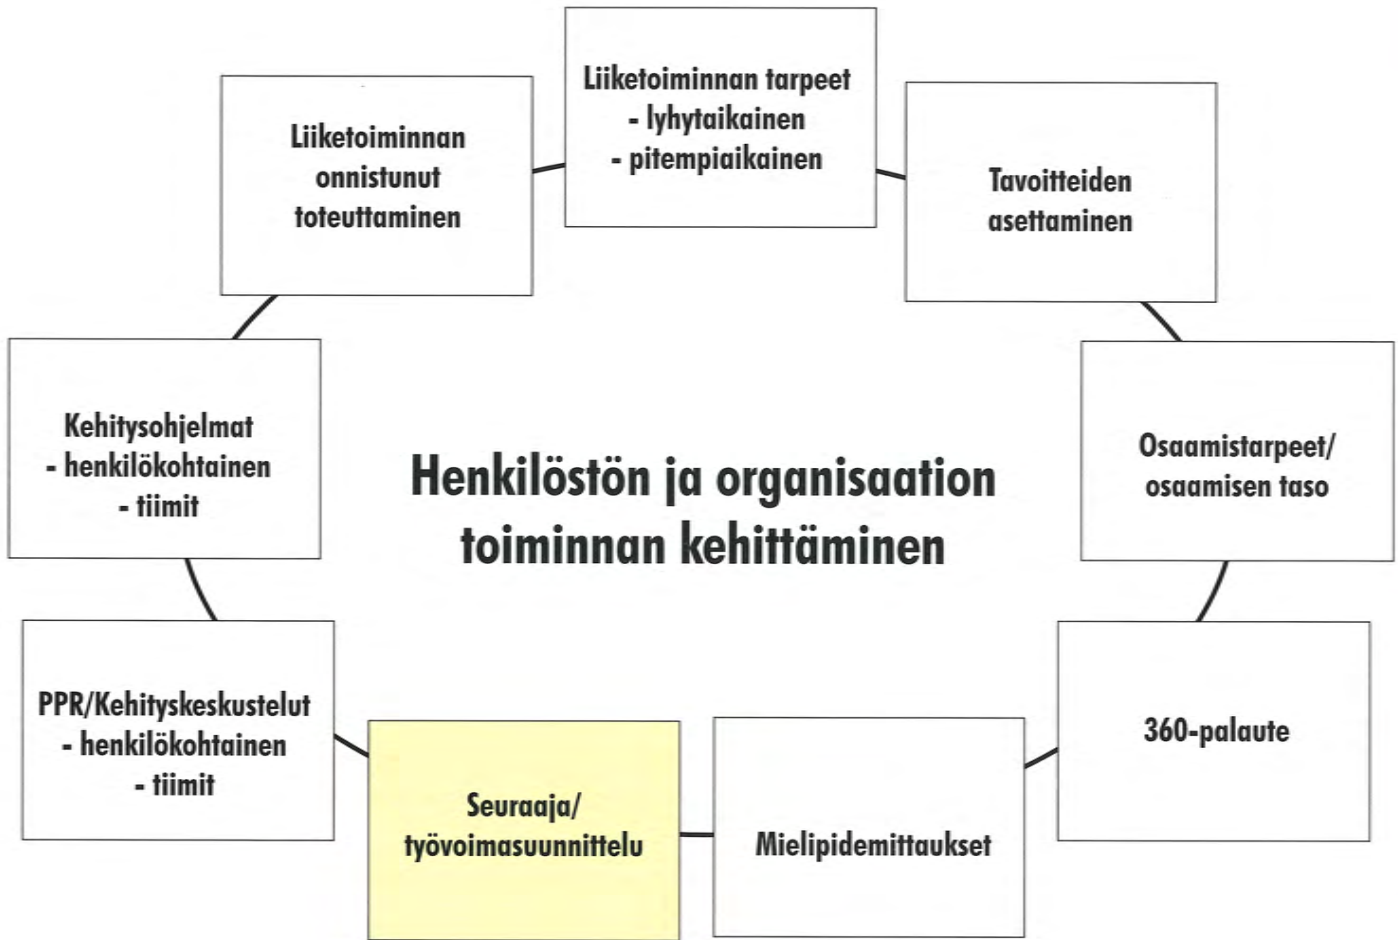 Liiketoiminnan tarpeet
- lyhytaikainen
- pitempiaikainen
Tavoitteiden
asettaminen
Osaamistarpeet/
osaamisen taso
360-palaute
Mielipidemittaukset
Seuraaja/
työvoimasuunnittelu
PPR/Kehityskeskustelut
- henkilökohtainen
- tiimit
Kehitysohjelmat
- henkilökohtainen
- tiimit
Liiketoiminnan
onnistunut
toteuttaminen
Henkilöstön ja organisaation
toiminnan kehittäminen